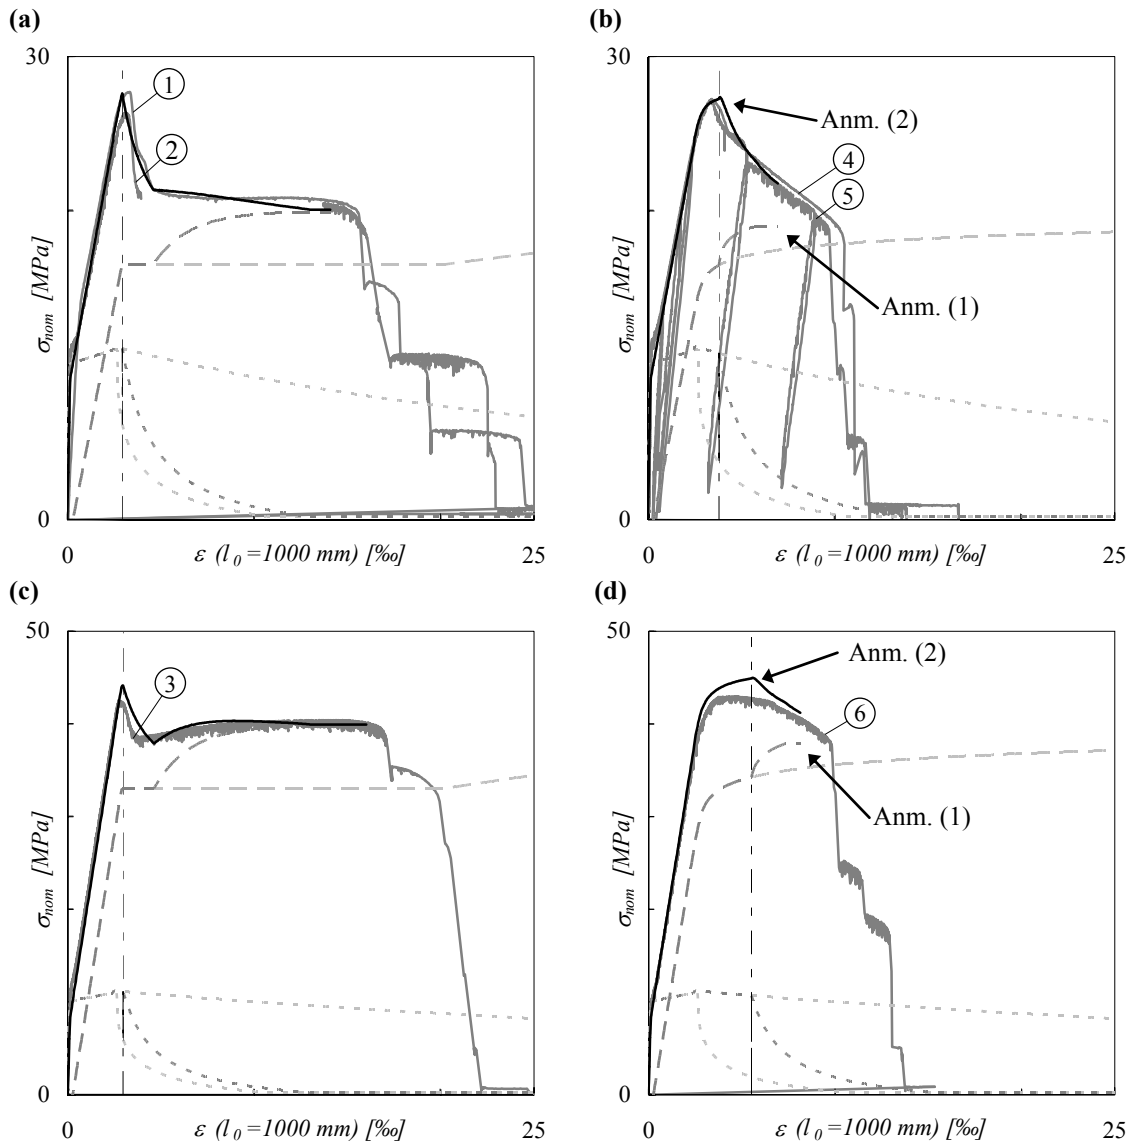 (a)
30
σnom [MPa]
1
2
0
0
ε (l0 =1000 mm) [‰]
25
(b)
30
σnom [MPa]
Anm. (2)
4
5
Anm. (1)
0
0
ε (l0 =1000 mm) [‰]
25
(c)
50
σnom [MPa]
3
0
0
ε (l0 =1000 mm) [‰]
25
(d)
50
σnom [MPa]
Anm. (2)
6
Anm. (1)
0
0
ε (l0 =1000 mm) [‰]
25